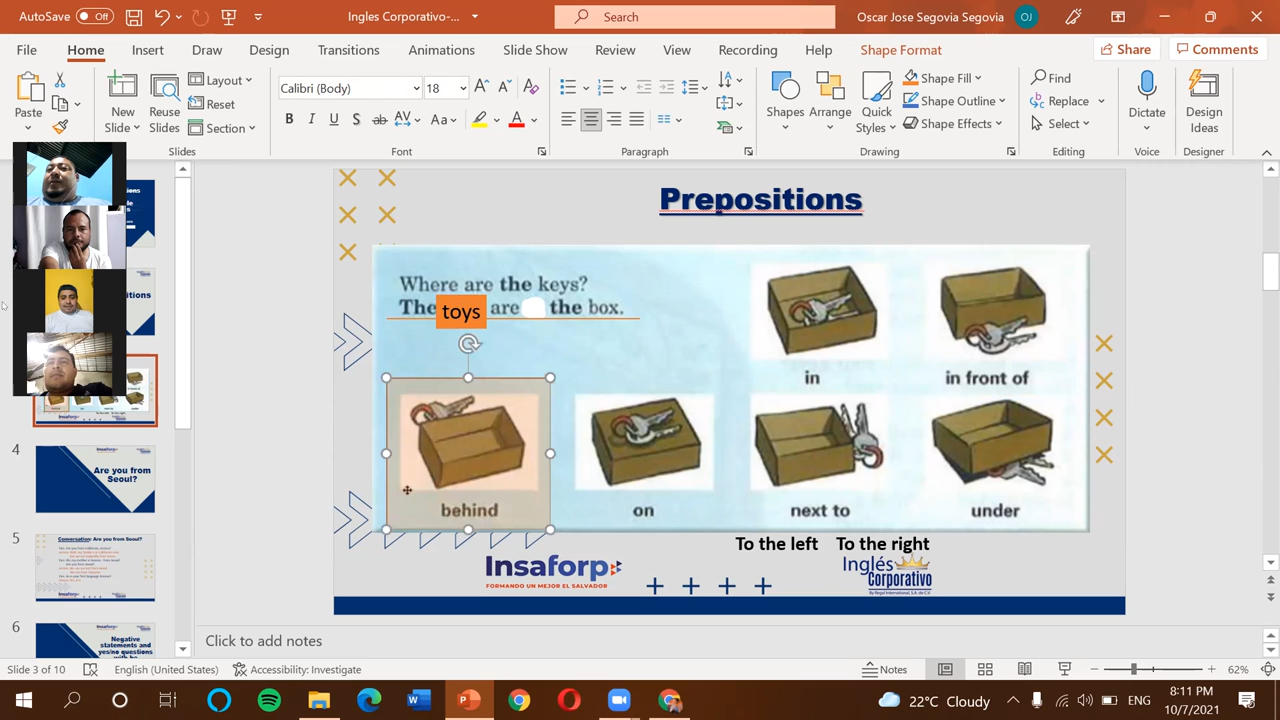 AutoSave Off Ingles Corporativo-... Search Oscar Jose Segovia Segovia OJ
File Home Insert Draw Design Transitions Animations Slide Show Review View Recording Help Shape Format Share Comments
Paste New Slide Reuse Slides Layout Reset Section
Calibri (Body) 18 Shapes Arrange Quick Styles Shape Fill Shape Outline Shape Effects
Find Replace Select Dictate Design Ideas
Slides Font Paragraph Drawing Editing Voice Designer
Prepositions
Where are the keys?
The toys are the box.
in in front of
behind on next to under
To the left To the right
Insaforp
FORMANDO UN MEJOR EL SALVADOR
Inglés
Corporativo
By Regal International, S.A. de C.V.
4
Insaforp
Are you from
Seoul?
5
Conversation: Are you from Seoul?
6
Negative
statements and
yes/no questions
Click to add notes
Slide 3 of 10 English (United States) Accessibility: Investigate Notes 62%
22°C Cloudy ENG 8:11 PM
10/7/2021